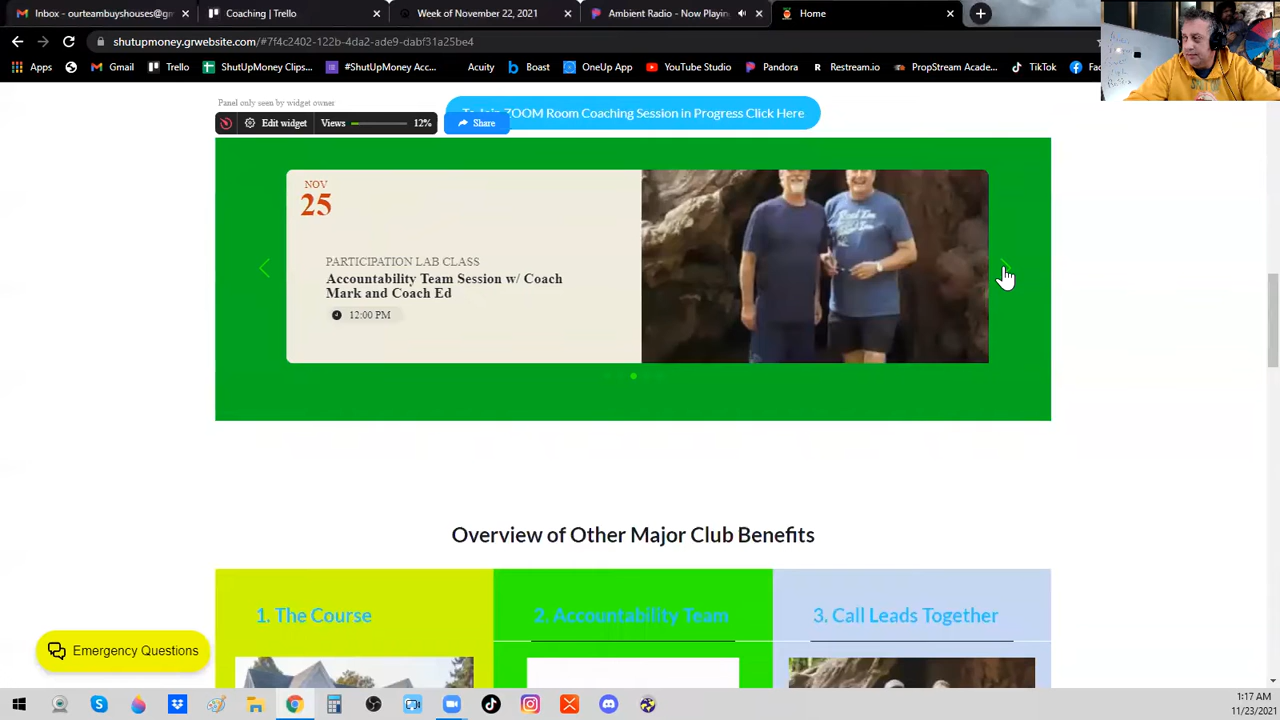 Inbox - ourteambuyshouses@gm
Coaching | Trello
Week of November 22, 2021
Ambient Radio - Now Playin
Home
shutupmoney.grwebsite.com/#7f4c2402-122b-4da2-ade9-dabf31a25be4
Apps
Gmail
Trello
ShutUpMoney Clips...
#ShutUpMoney Acc...
Acuity
Boast
OneUp App
YouTube Studio
Pandora
Restream.io
PropStream Acade...
TikTok
Facebo
Panel only seen by widget owner
To Join ZOOM Room Coaching Session in Progress Click Here
Edit widget
Views
12%
Share
NOV
25
PARTICIPATION LAB CLASS
Accountability Team Session w/ Coach
Mark and Coach Ed
12:00 PM
Overview of Other Major Club Benefits
1. The Course
2. Accountability Team
3. Call Leads Together
Emergency Questions
1:17 AM
11/23/2021